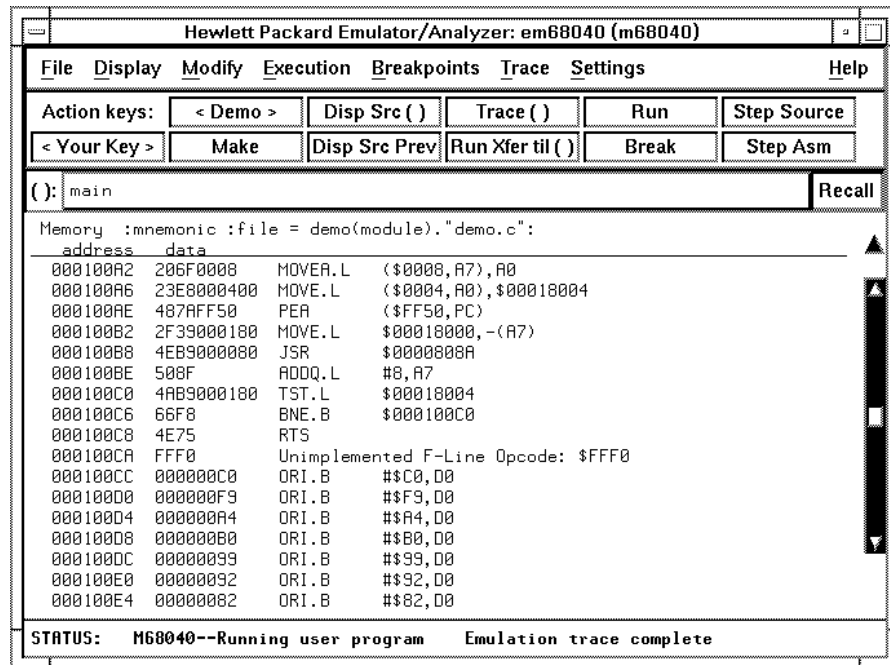 Hewlett Packard Emulator/Analyzer: em68040 (m68040)
File Display Modify Execution Breakpoints Trace Settings Help
Action keys: < Demo > Disp Src ( ) Trace ( ) Run Step Source
< Your Key > Make Disp Src Prev Run Xfer til ( ) Break Step Asm
( ): main Recall
Memory :mnemonic :file = demo(module)."demo.c":
address data
000100A2 206F0008 MOVEA.L ($0008,A7),A0
000100A6 23E8000400 MOVE.L ($0004,A0),$00018004
000100AE 487AFF50 PEA ($FF50,PC)
000100B2 2F39000180 MOVE.L $00018000,-(A7)
000100B8 4EB9000080 JSR $0000808A
000100BE 508F ADDQ.L #8,A7
000100C0 4AB9000180 TST.L $00018004
000100C6 66F8 BNE.B $000100C0
000100C8 4E75 RTS
000100CA FFF0 Unimplemented F-Line Opcode: $FFF0
000100CC 000000C0 ORI.B #$C0,D0
000100D0 000000F9 ORI.B #$F9,D0
000100D4 000000A4 ORI.B #$A4,D0
000100D8 000000B0 ORI.B #$B0,D0
000100DC 00000099 ORI.B #$99,D0
000100E0 00000092 ORI.B #$92,D0
000100E4 00000082 ORI.B #$82,D0
STATUS: M68040--Running user program Emulation trace complete